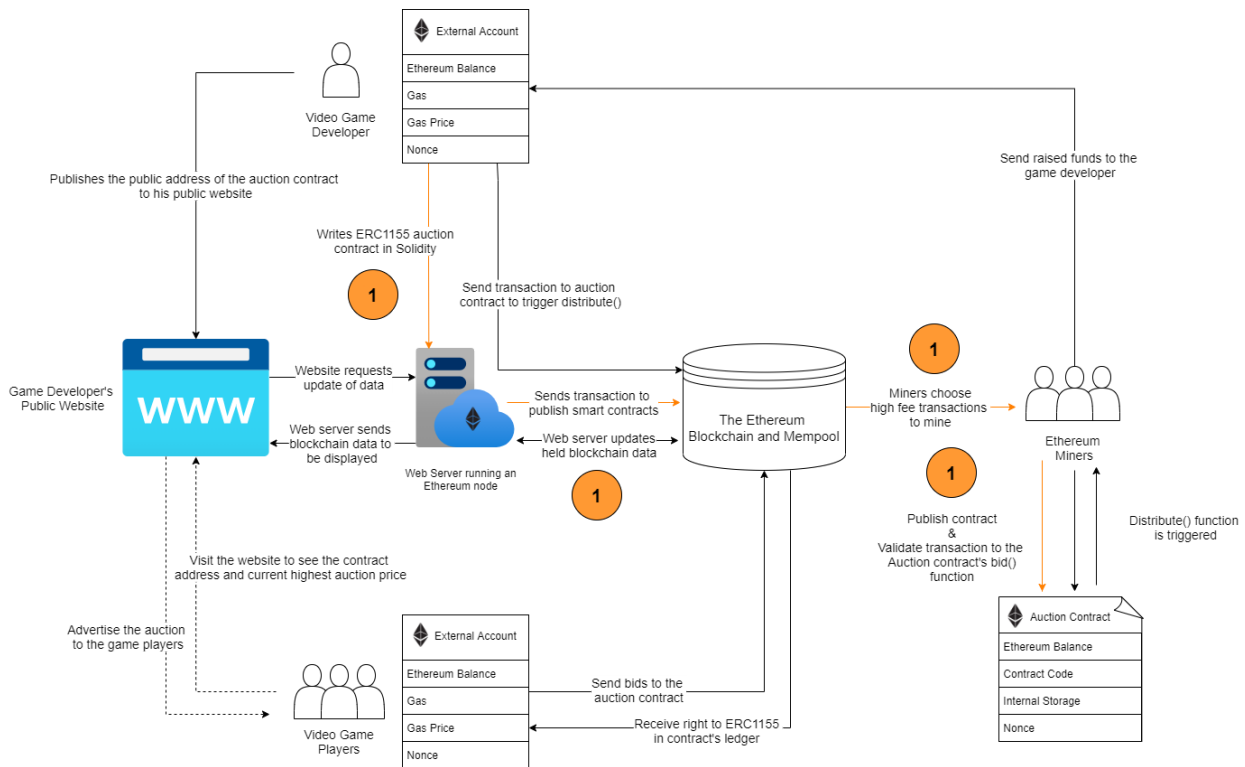 External Account
Ethereum Balance
Gas
Gas Price
Nonce
Video Game
Developer
Publishes the public address of the auction contract
to his public website
Writes ERC1155 auction
contract in Solidity
1
Send transaction to auction
contract to trigger distribute()
Send raised funds to the
game developer
Game Developer's
Public Website
WWW
Website requests
update of data
Web server sends
blockchain data to
be displayed
Web Server running an
Ethereum node
Sends transaction to
publish smart contracts
Web server updates
held blockchain data
1
The Ethereum
Blockchain and Mempool
1
Miners choose
high fee transactions
to mine
Ethereum
Miners
1
Publish contract
&
Validate transaction to the
Auction contract's bid()
function
Distribute() function
is triggered
Auction Contract
Ethereum Balance
Contract Code
Internal Storage
Nonce
Visit the website to see the contract
address and current highest auction price
Advertise the auction
to the game players
Video Game
Players
External Account
Ethereum Balance
Gas
Gas Price
Nonce
Send bids to the
auction contract
Receive right to ERC1155
in contract's ledger